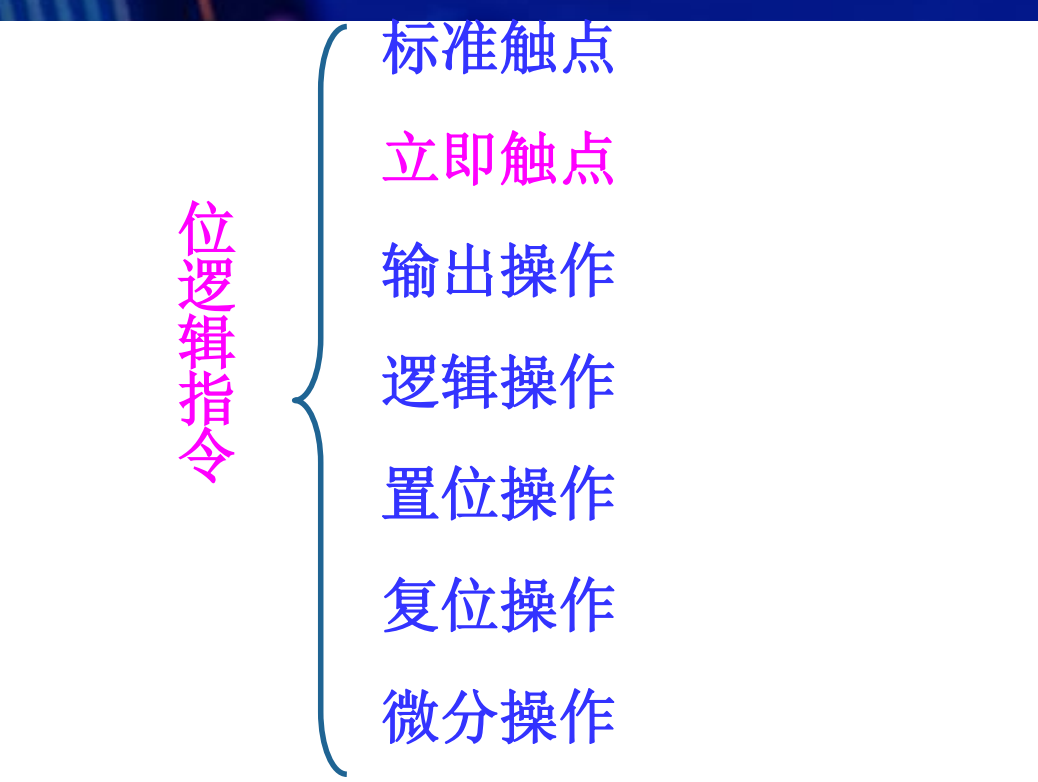 位逻辑指令
标准触点
立即触点
输出操作
逻辑操作
置位操作
复位操作
微分操作